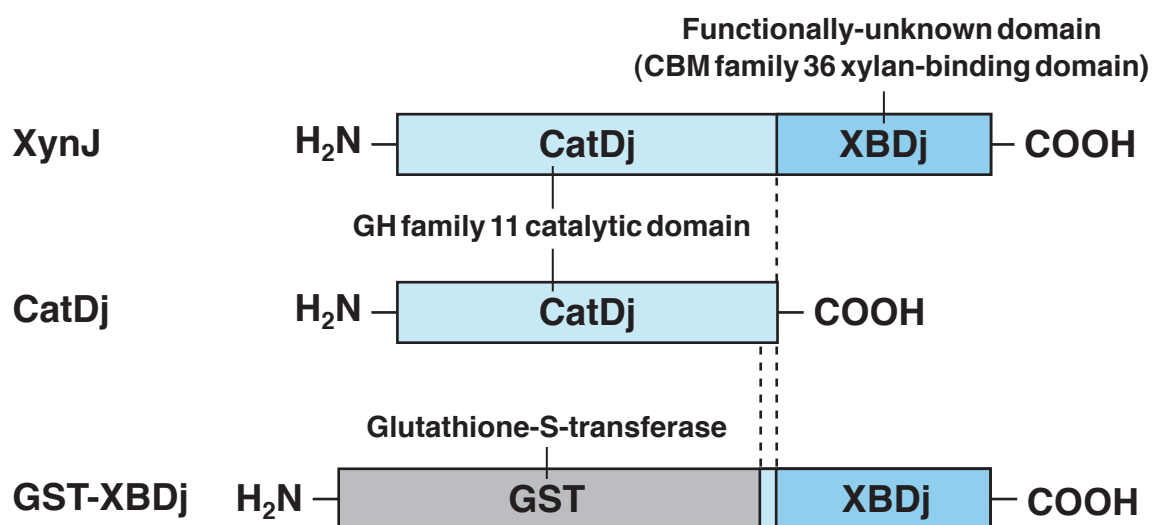 Functionally-unknown domain
(CBM family 36 xylan-binding domain)
XynJ H₂N CatDj XBDj COOH
GH family 11 catalytic domain
CatDj H₂N CatDj COOH
Glutathione-S-transferase
GST-XBDj H₂N GST XBDj COOH